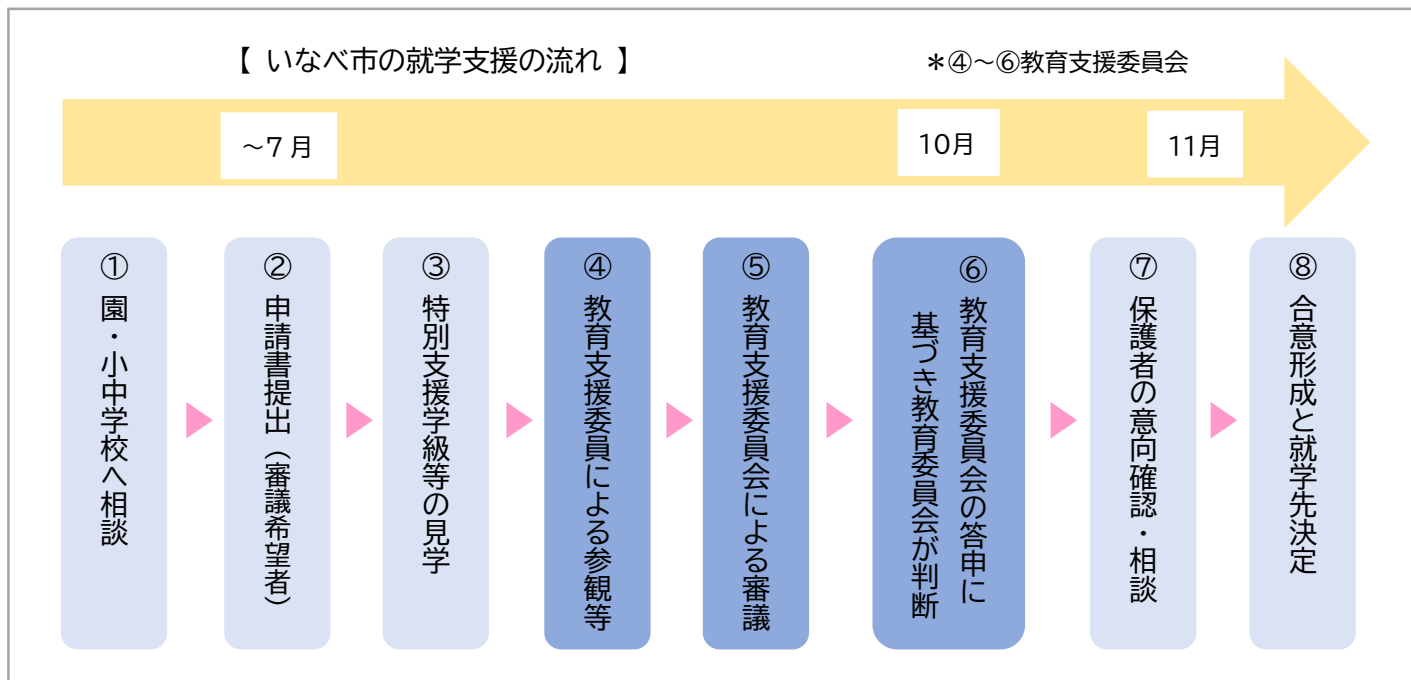 【 いなべ市の就学支援の流れ 】
＊④～⑥教育支援委員会
～７月
10月
11月
① 園・小中学校へ相談
② 申請書提出（審議希望者）
③ 特別支援学級等の見学
④ 教育支援委員による参観等
⑤ 教育支援委員会による審議
⑥ 教育支援委員会の答申に
基づき教育委員会が判断
⑦ 保護者の意向確認・相談
⑧ 合意形成と就学先決定